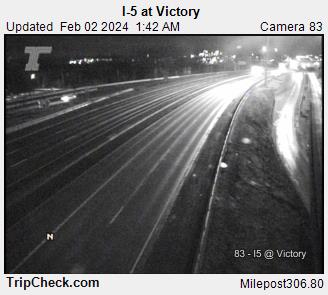 I-5 at Victory
Updated  Feb 02 2024  1:42 AM
Camera 83
N
83 - I5 @ Victory
TripCheck.com
Milepost306.80